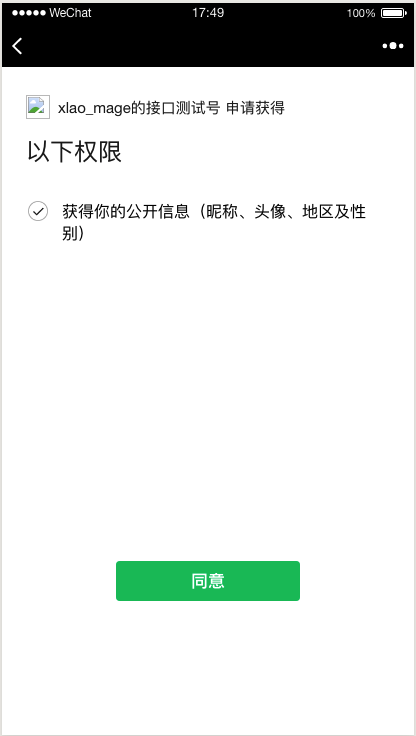 WeChat 17:49 100%
xlao_mage的接口测试号 申请获得
以下权限
获得你的公开信息（昵称、头像、地区及性
别）
同意